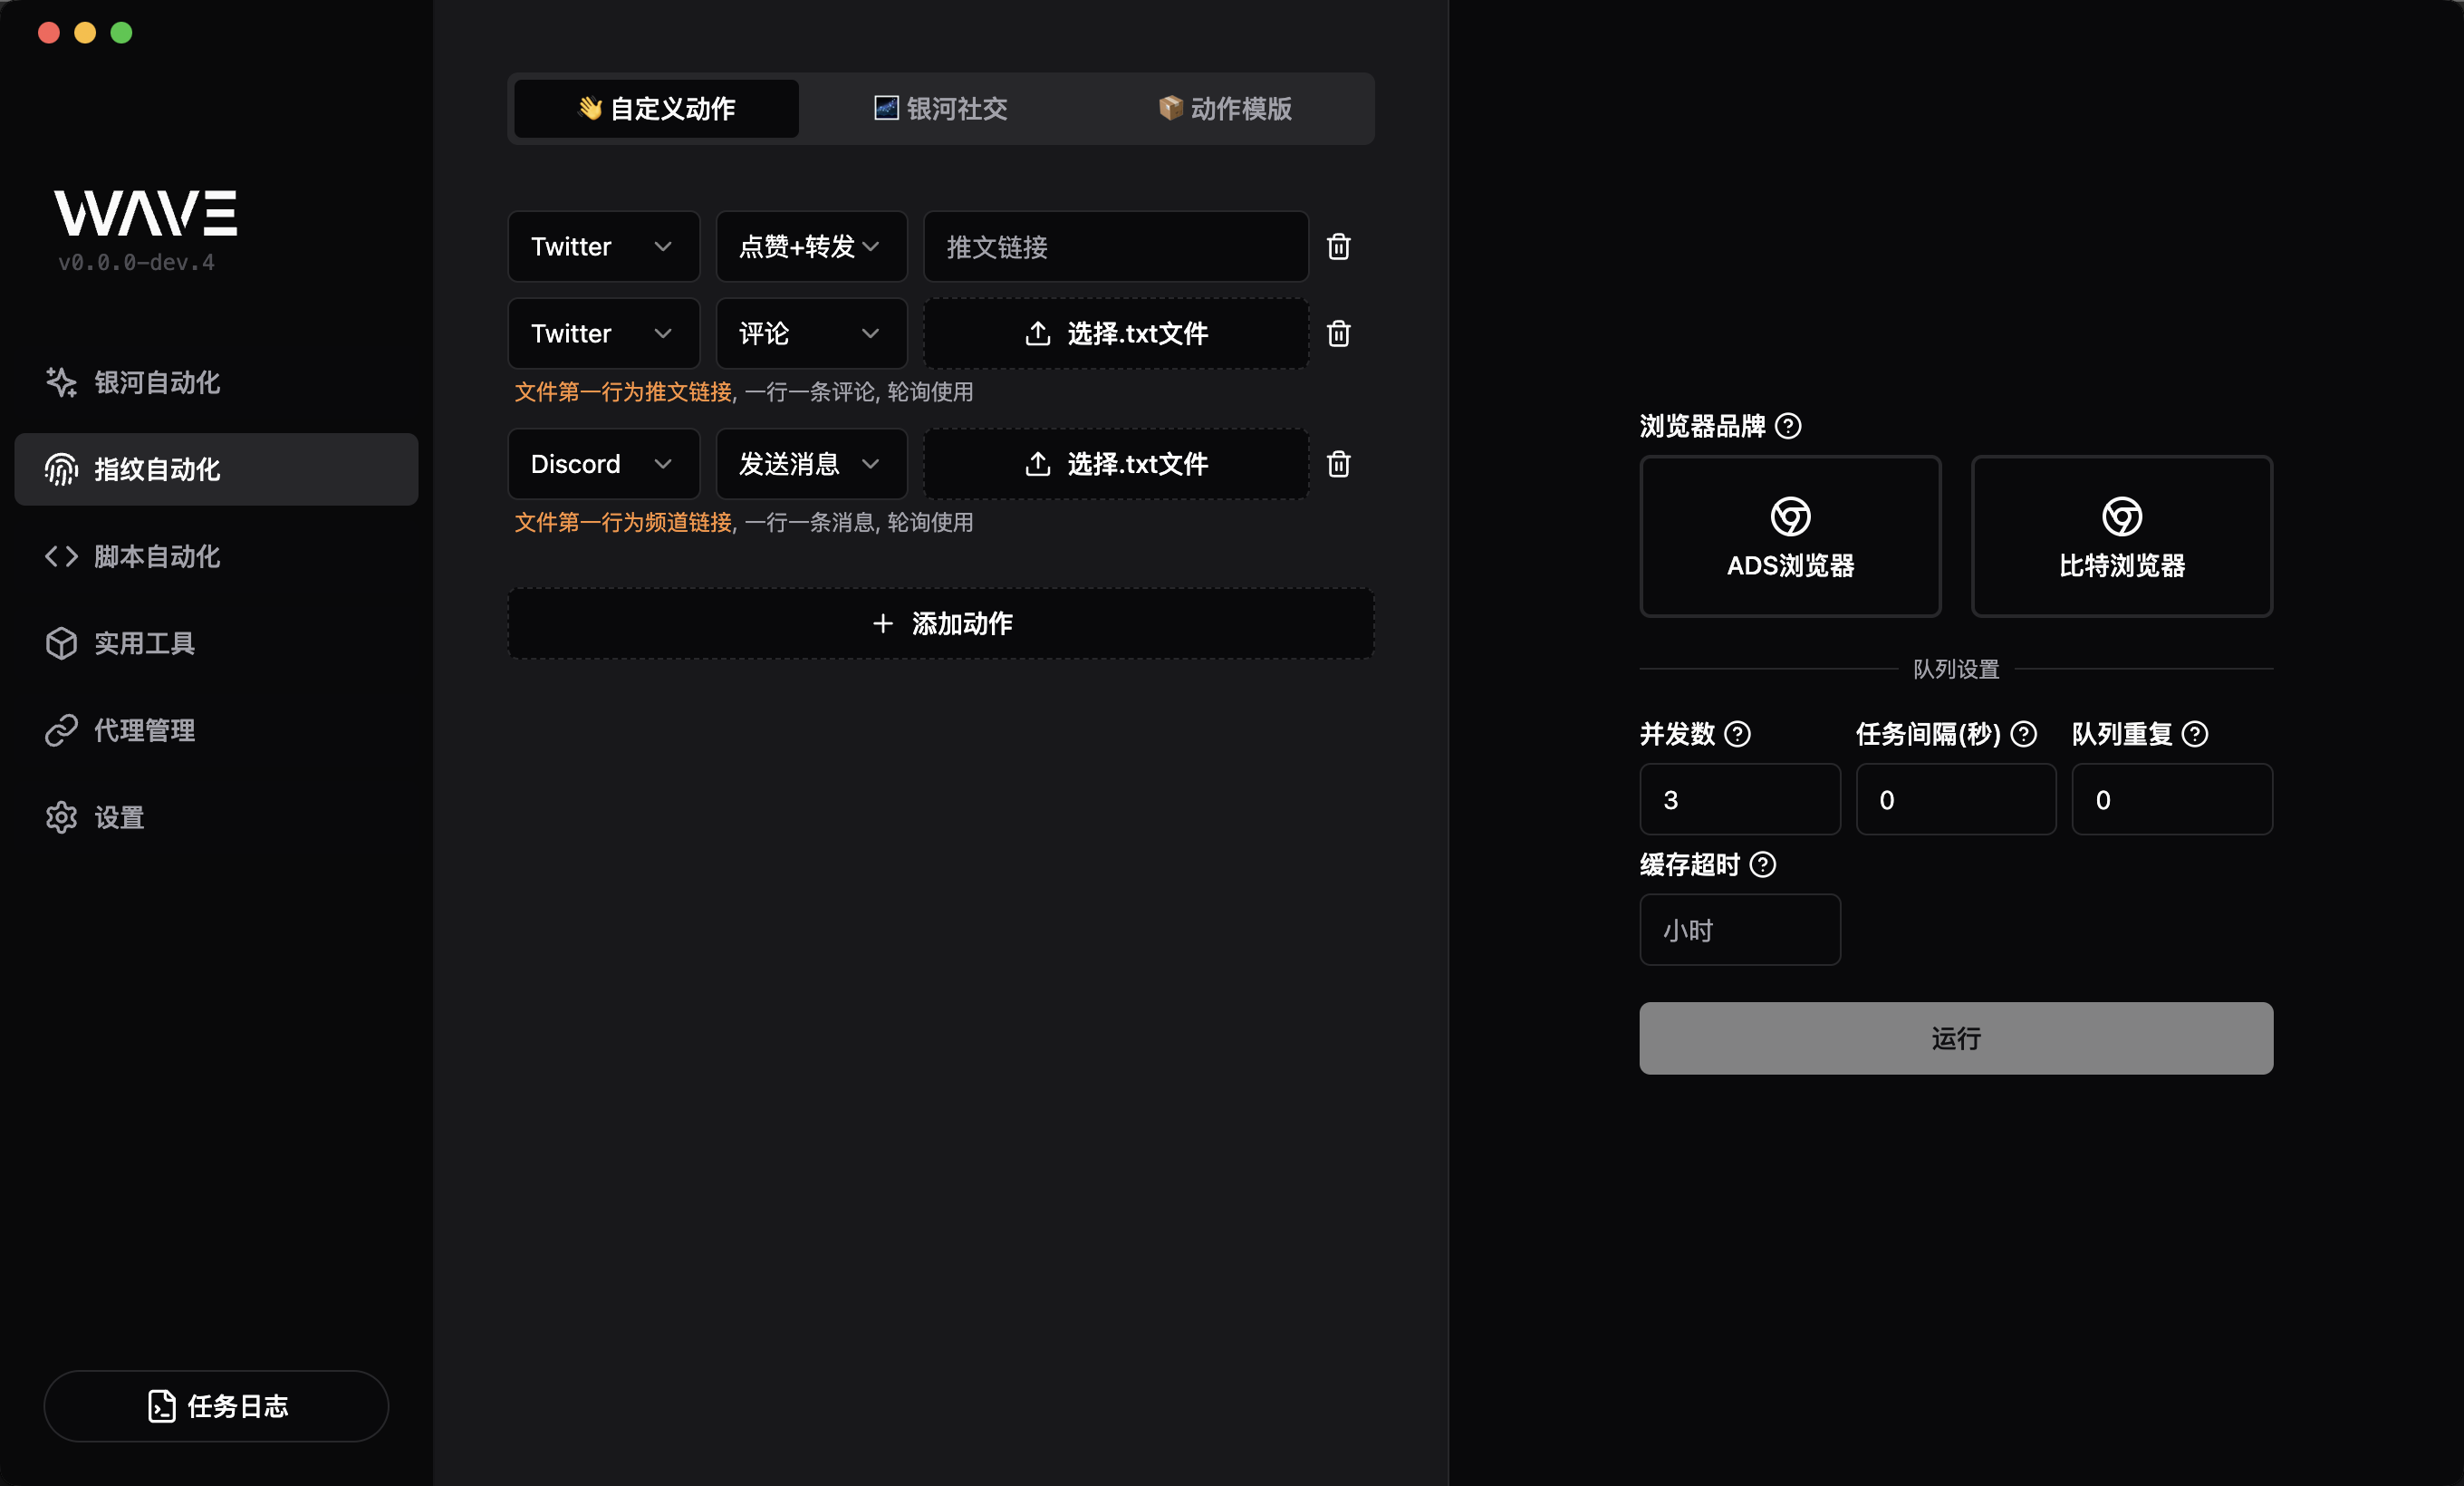 WAVE
v0.0.0-dev.4
银河自动化
指纹自动化
脚本自动化
实用工具
代理管理
设置
任务日志
自定义动作
银河社交
动作模版
Twitter
点赞+转发
推文链接
Twitter
评论
选择.txt文件
文件第一行为推文链接, 一行一条评论, 轮询使用
Discord
发送消息
选择.txt文件
文件第一行为频道链接, 一行一条消息, 轮询使用
添加动作
浏览器品牌
ADS浏览器
比特浏览器
队列设置
并发数
任务间隔(秒)
队列重复
3
0
0
缓存超时
小时
运行